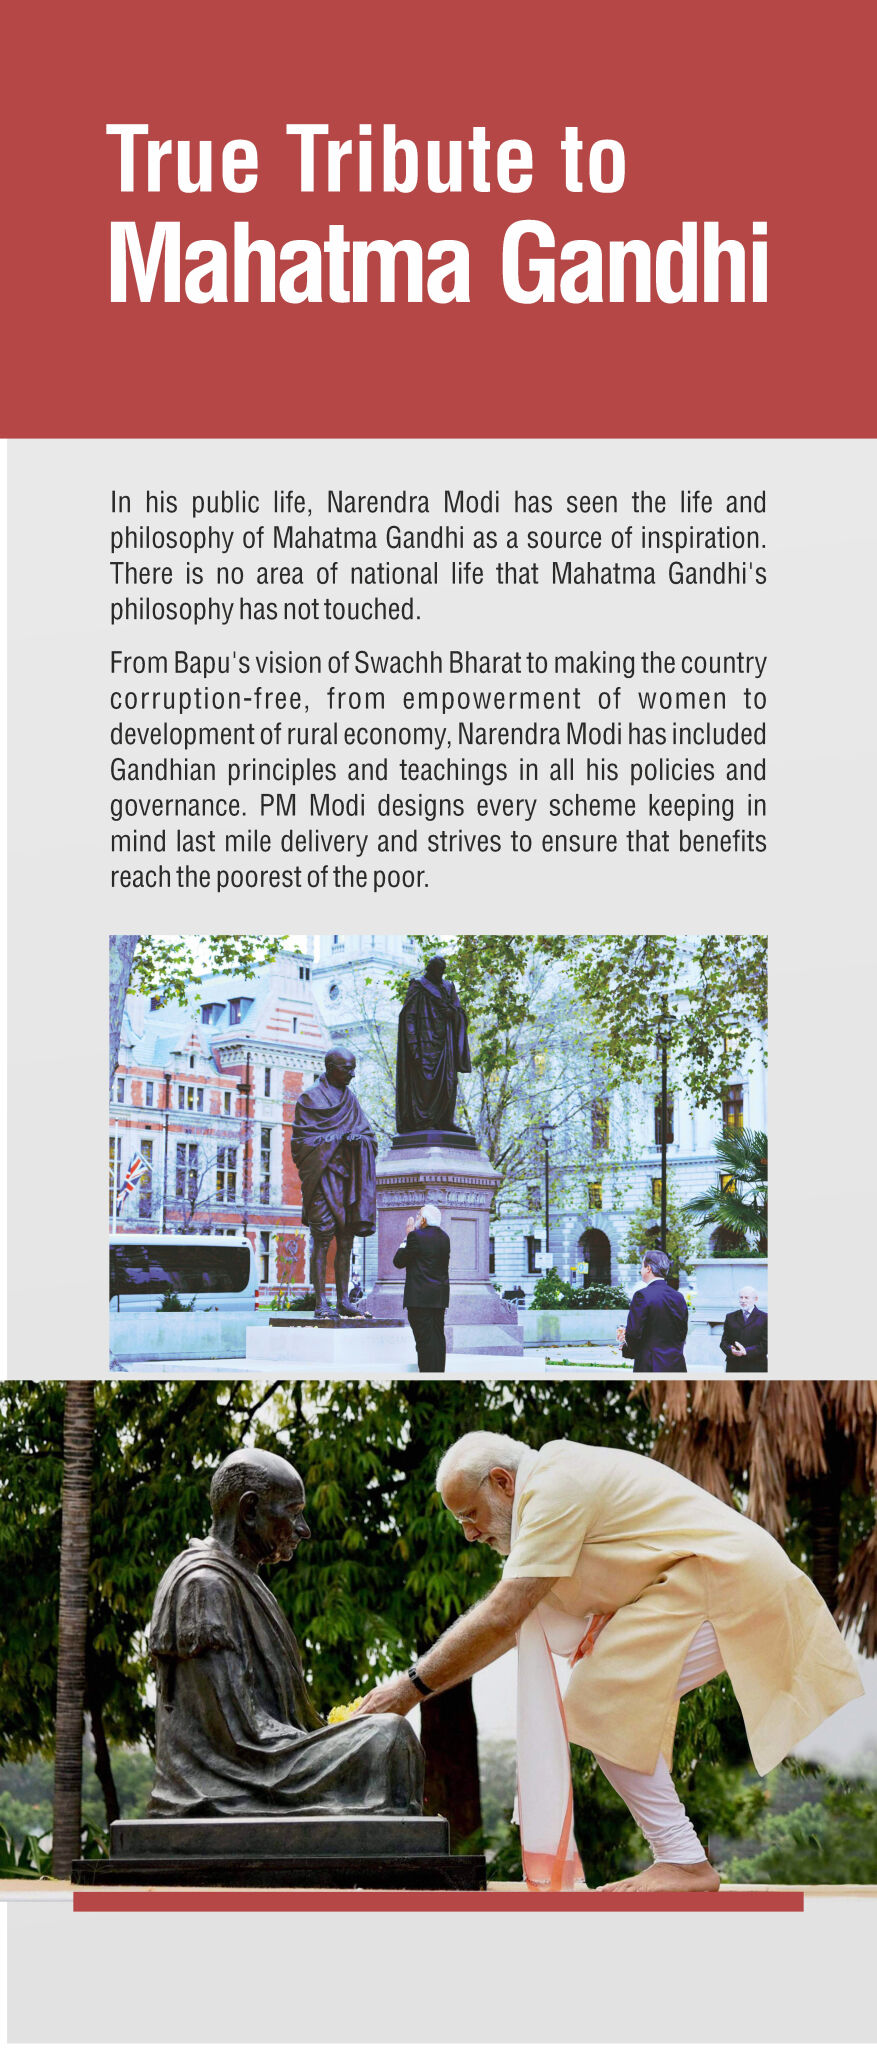 True Tribute to
Mahatma Gandhi
In his public life, Narendra Modi has seen the life and
philosophy of Mahatma Gandhi as a source of inspiration.
There is no area of national life that Mahatma Gandhi's
philosophy has not touched.
From Bapu's vision of Swachh Bharat to making the country
corruption-free, from empowerment of women to
development of rural economy, Narendra Modi has included
Gandhian principles and teachings in all his policies and
governance. PM Modi designs every scheme keeping in
mind last mile delivery and strives to ensure that benefits
reach the poorest of the poor.